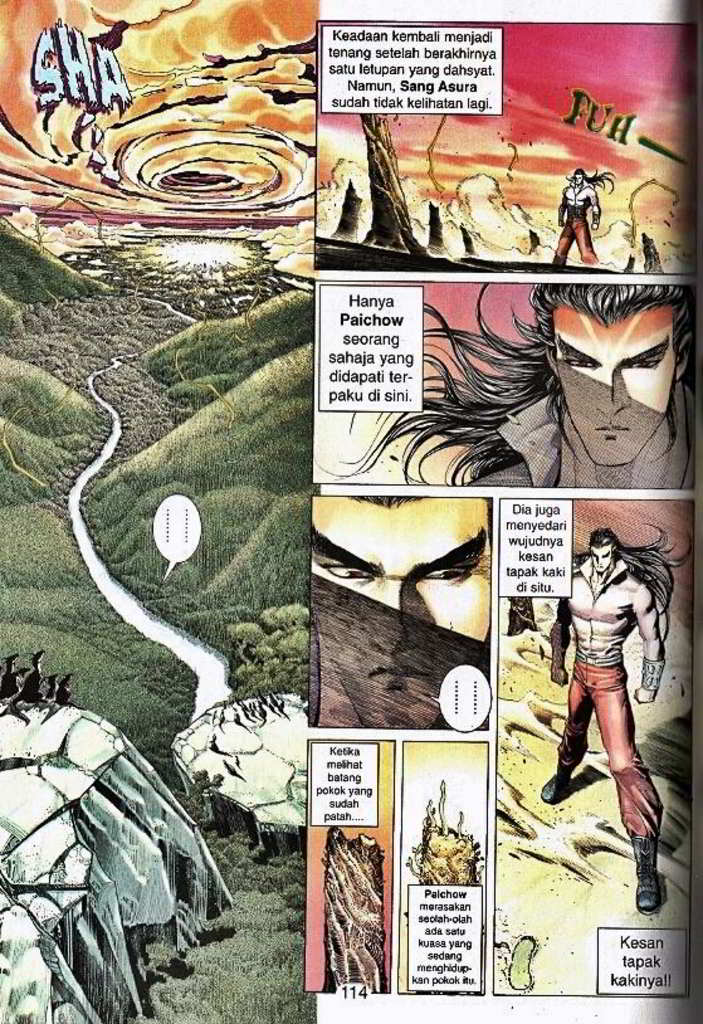 SHA
Keadaan kembali menjadi
tenang setelah berakhirnya
satu letupan yang dahsyat.
Namun, Sang Asura
sudah tidak kelihatan lagi.
FUH
Hanya
Paichow
seorang
sahaja yang
didapati ter-
paku di sini.
Dia juga
menyedari
wujudnya
kesan
tapak kaki
di situ.
Ketika
melihat
batang
pokok yang
sudah
patah....
Paichow
merasakan
seolah-olah
ada satu
kuasa yang
sedang
menghidup-
kan pokok itu.
Kesan
tapak
kakinya!!
114